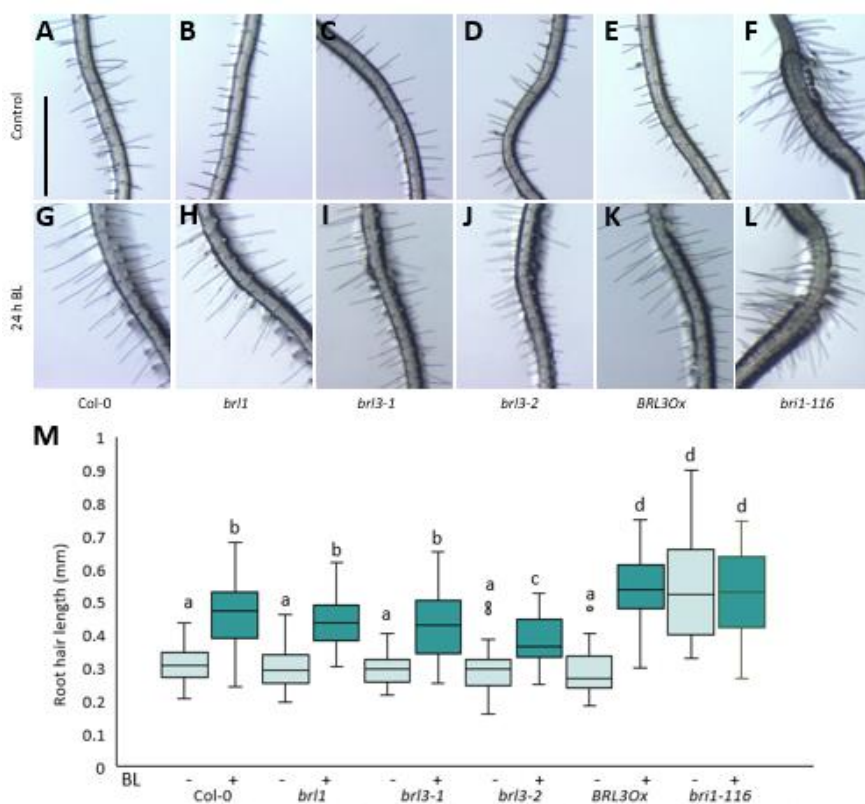 A B C D E F
Control
G H I J K L
24 h BL
Col-0 brl1 brl3-1 brl3-2 BRL3Ox bri1-116
M
1
0.9
0.8
0.7
0.6
0.5
0.4
0.3
0.2
0.1
0
Root hair length (mm)
a b a b a b a c a d d d
BL - + - + - + - + - + - +
Col-0 brl1 brl3-1 brl3-2 BRL3Ox bri1-116